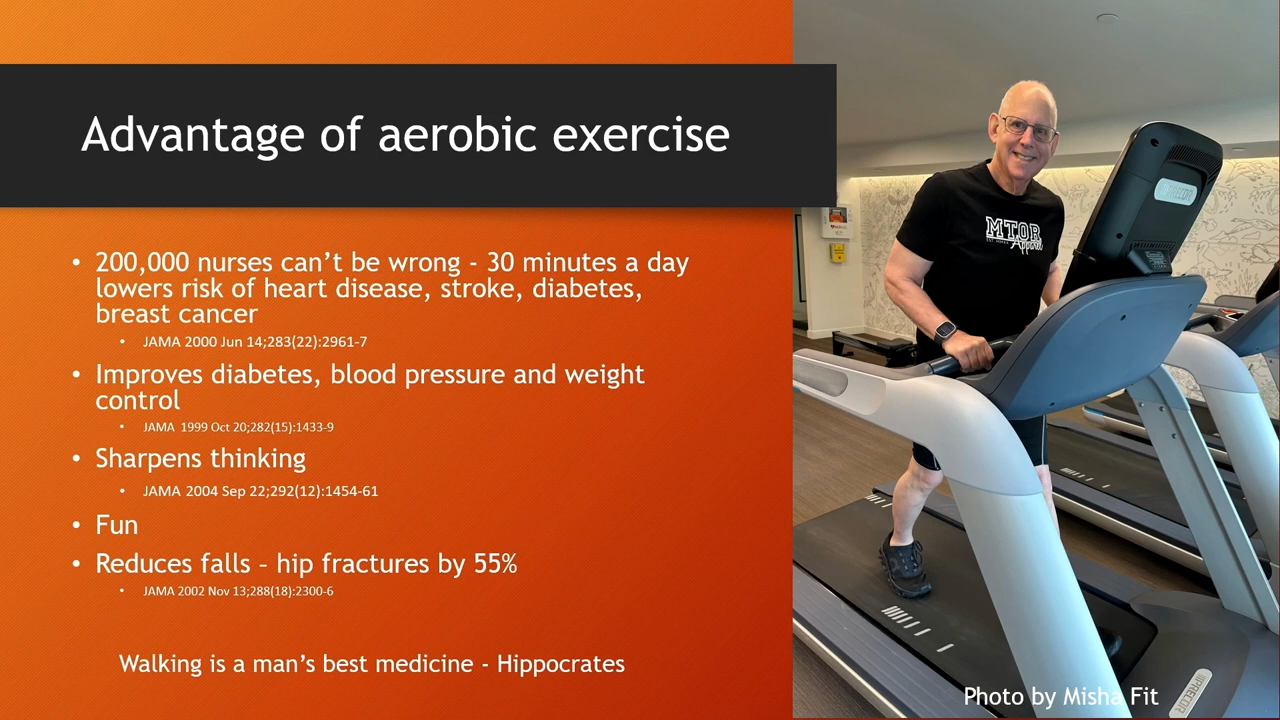 Advantage of aerobic exercise
• 200,000 nurses can’t be wrong - 30 minutes a day
lowers risk of heart disease, stroke, diabetes,
breast cancer
• JAMA 2000 Jun 14;283(22):2961-7
• Improves diabetes, blood pressure and weight
control
• JAMA 1999 Oct 20;282(15):1433-9
• Sharpens thinking
• JAMA 2004 Sep 22;292(12):1454-61
• Fun
• Reduces falls – hip fractures by 55%
• JAMA 2002 Nov 13;288(18):2300-6
Walking is a man’s best medicine - Hippocrates
MTOR
Apparel
PRECOR
PRECOR
Photo by Misha Fit